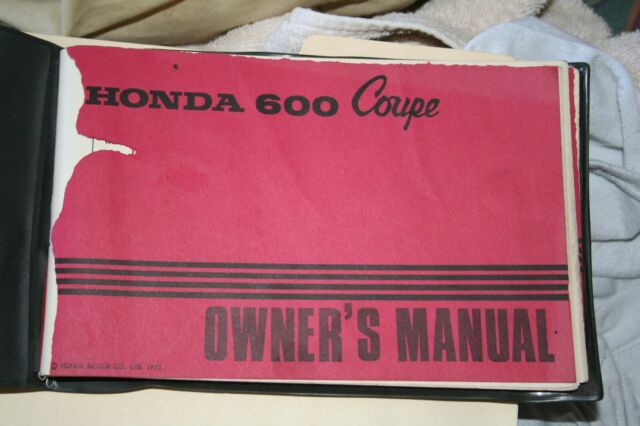 HONDA 600 Coupe
OWNER'S MANUAL
© HONDA MOTOR CO., LTD. 1972